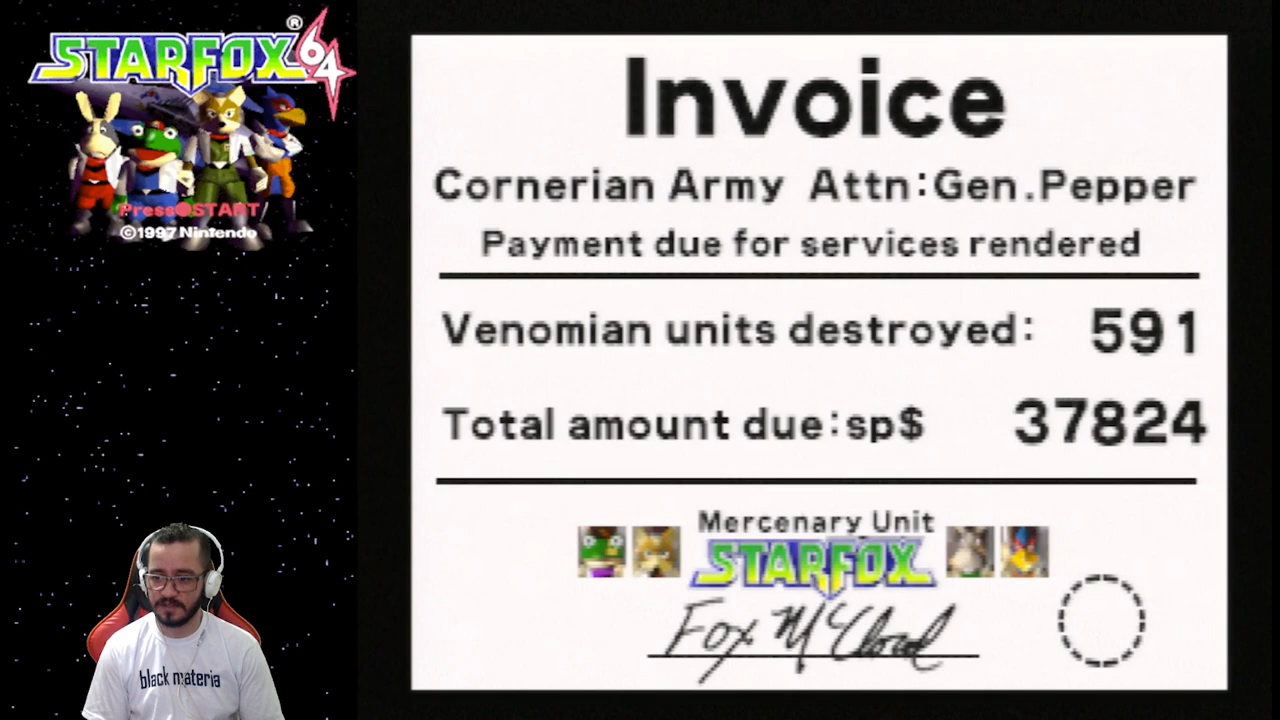 STARFOX 64
®
Press START
©1997 Nintendo
Invoice
Cornerian Army Attn:Gen.Pepper
Payment due for services rendered
Venomian units destroyed: 591
Total amount due:sp$ 37824
Mercenary Unit
STARFOX
Fox McCloud
black materia